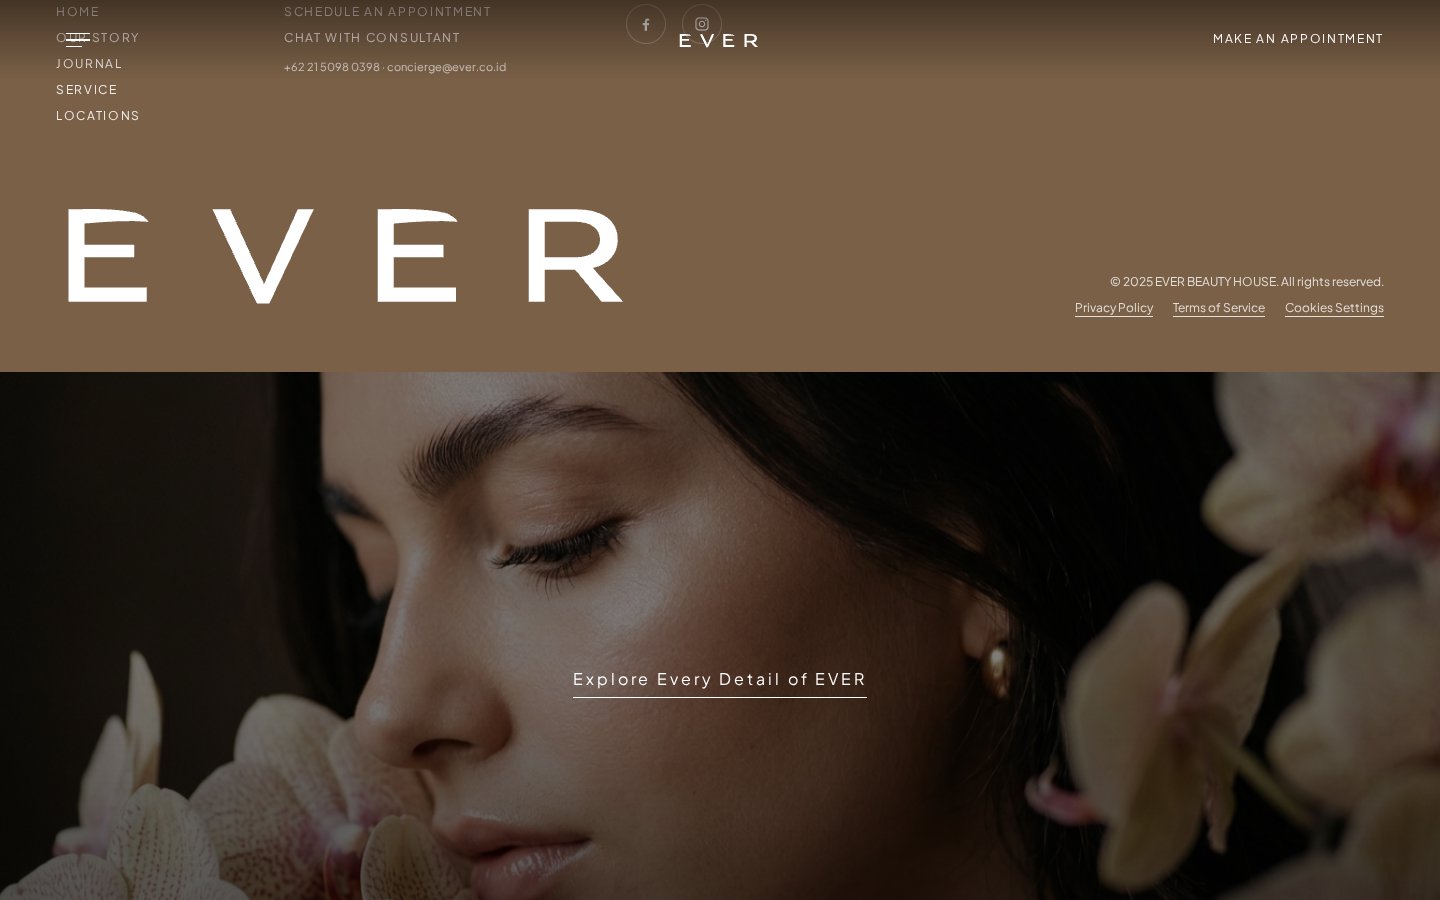 HOME
OUR STORY
JOURNAL
SERVICE
LOCATIONS
SCHEDULE AN APPOINTMENT
CHAT WITH CONSULTANT
+62 21 5098 0398 · concierge@ever.co.id
EVER
MAKE AN APPOINTMENT
EVER
© 2025 EVER BEAUTY HOUSE. All rights reserved.
Privacy Policy Terms of Service Cookies Settings
Explore Every Detail of EVER